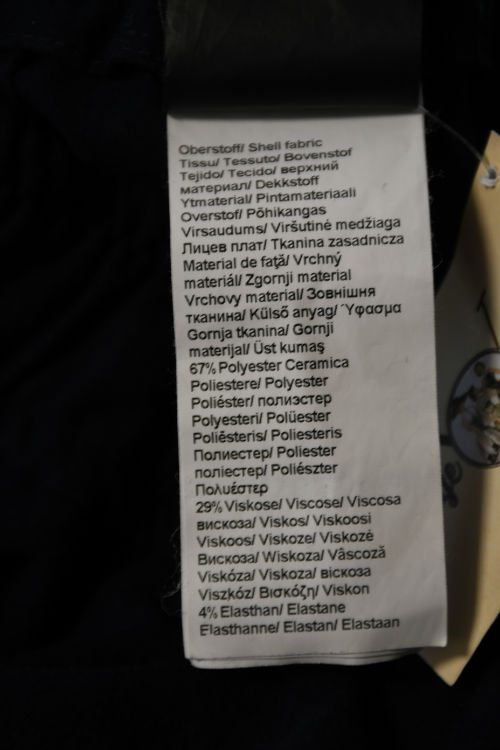 Oberstoff/ Shell fabric
Tissu/ Tessuto/ Bovenstof
Tejido/ Tecido/ верхний
материал/ Dekkstoff
Ytmaterial/ Pintamateriaali
Overstof/ Põhikangas
Virsaudums/ Viršutinė medžiaga
Лицев плат/ Tkanina zasadnicza
Material de faţă/ Vrchný
materiál/ Zgornji material
Vrchovy material/ Зовнішня
тканина/ Külső anyag/ Ύφασμα
Gornja tkanina/ Gornji
materijal/ Üst kumaş
67% Polyester Ceramica
Poliestere/ Polyester
Poliéster/ полиэстер
Polyesteri/ Polüester
Poliēsteris/ Poliesteris
Полиестер/ Poliester
поліестер/ Poliészter
Πολυέστερ
29% Viskose/ Viscose/ Viscosa
вискоза/ Viskos/ Viskoosi
Viskoos/ Viskoze/ Viskozė
Вискоза/ Wiskoza/ Vâscoză
Viskóza/ Viskoza/ віскоза
Viszkóz/ Βισκόζη/ Viskon
4% Elasthan/ Elastane
Elasthanne/ Elastan/ Elastaan